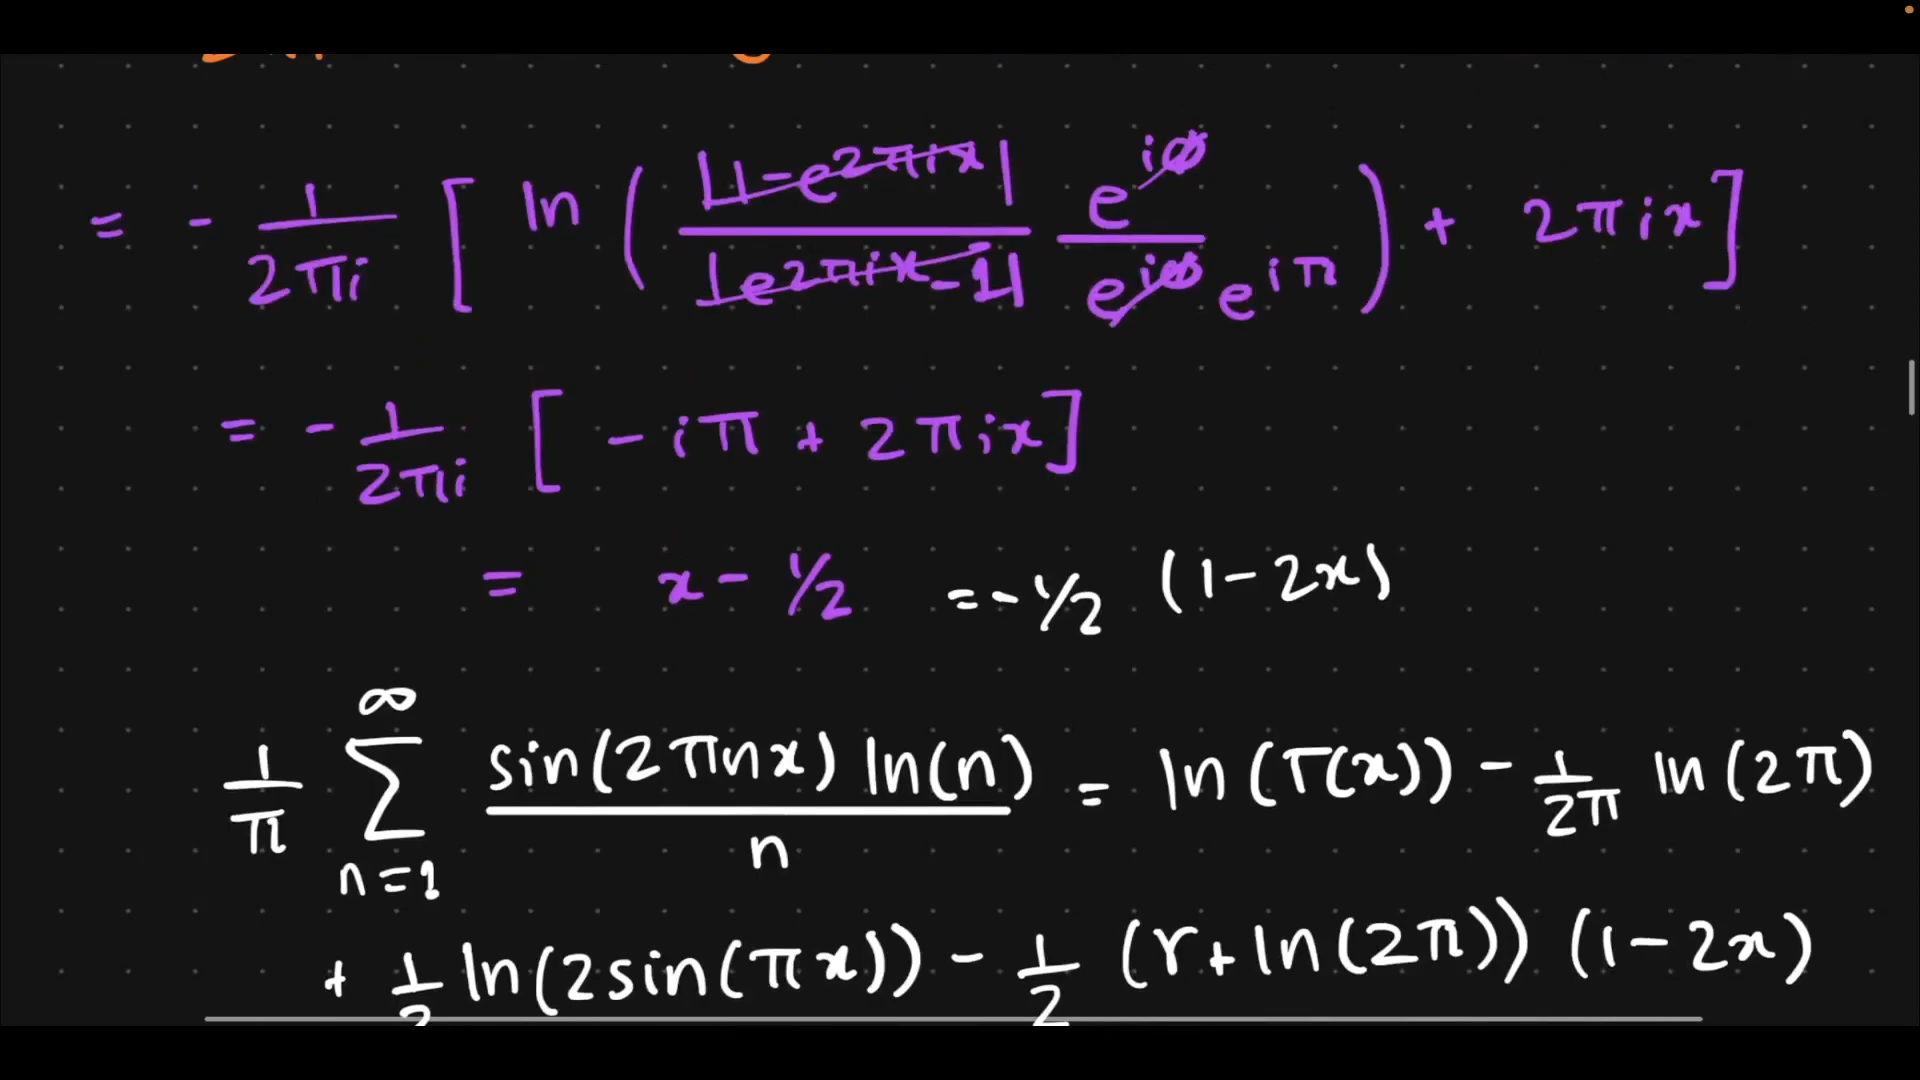 = - 1/2πi [ ln ( |1-e^{2πix}| / |e^{2πix}-1| e^{iø} / e^{iø} e^{iπ} ) + 2πix ]
= - 1/2πi [ - iπ + 2πix ]
= x - 1/2 = - 1/2 (1-2x)
1/π ∑_{n=1}^{∞} sin(2πnx) ln(n) / n = ln(Γ(x)) - 1/2π ln(2π)
+ 1/2 ln(2sin(πx)) - 1/2 (γ+ln(2π)) (1-2x)